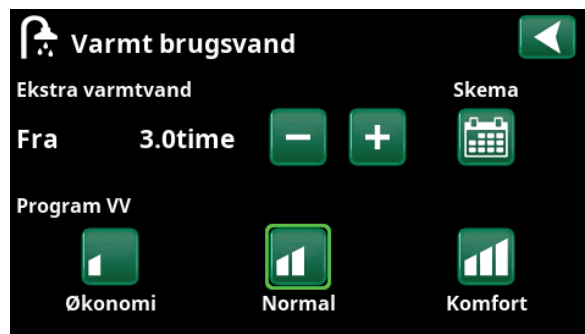 Varmt brugsvand
Ekstra varmtvand Skema
Fra 3.0time
Program VV
Økonomi Normal Komfort